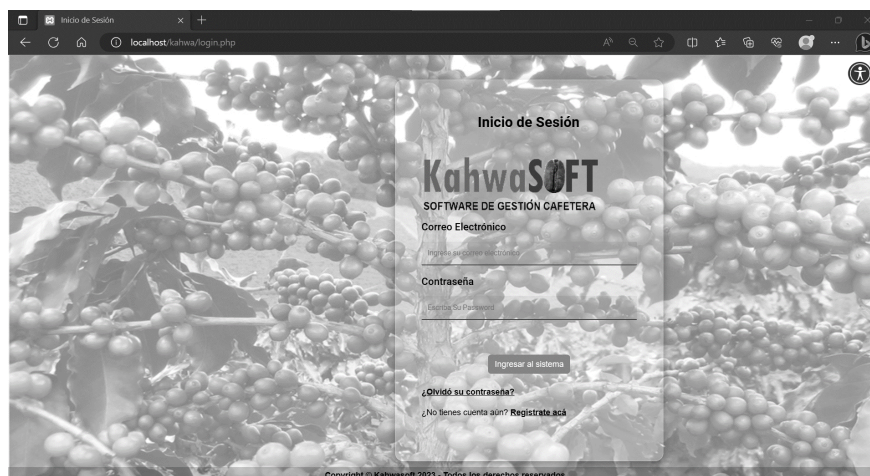 Inicio de Sesión
localhost/kahwa/login.php
Inicio de Sesión
KahwaSOFT
SOFTWARE DE GESTIÓN CAFETERA
Correo Electrónico
Ingrese su correo electrónico
Contraseña
Escriba Su Password
Ingresar al sistema
¿Olvidó su contraseña?
¿No tienes cuenta aún? Registrate acá
Copyright © Kahwasoft 2023 - Todos los derechos reservados